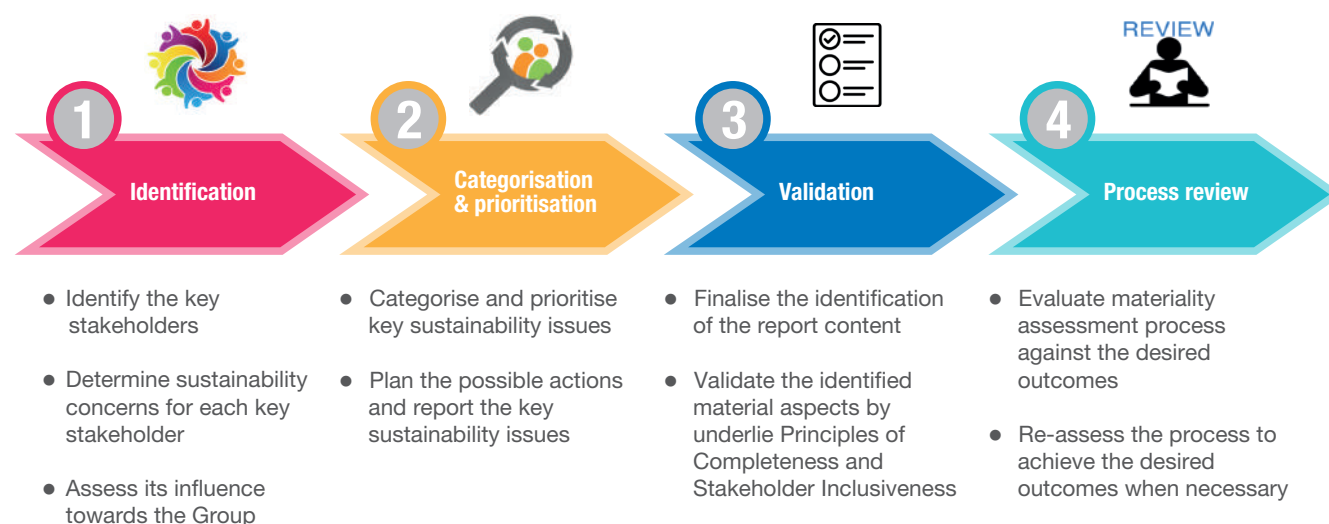 REVIEW
1
Identification
● Identify the key
stakeholders
● Determine sustainability
concerns for each key
stakeholder
● Assess its influence
towards the Group
2
Categorisation
& prioritisation
● Categorise and prioritise
key sustainability issues
● Plan the possible actions
and report the key
sustainability issues
3
Validation
● Finalise the identification
of the report content
● Validate the identified
material aspects by
underlie Principles of
Completeness and
Stakeholder Inclusiveness
4
Process review
● Evaluate materiality
assessment process
against the desired
outcomes
● Re-assess the process to
achieve the desired
outcomes when necessary